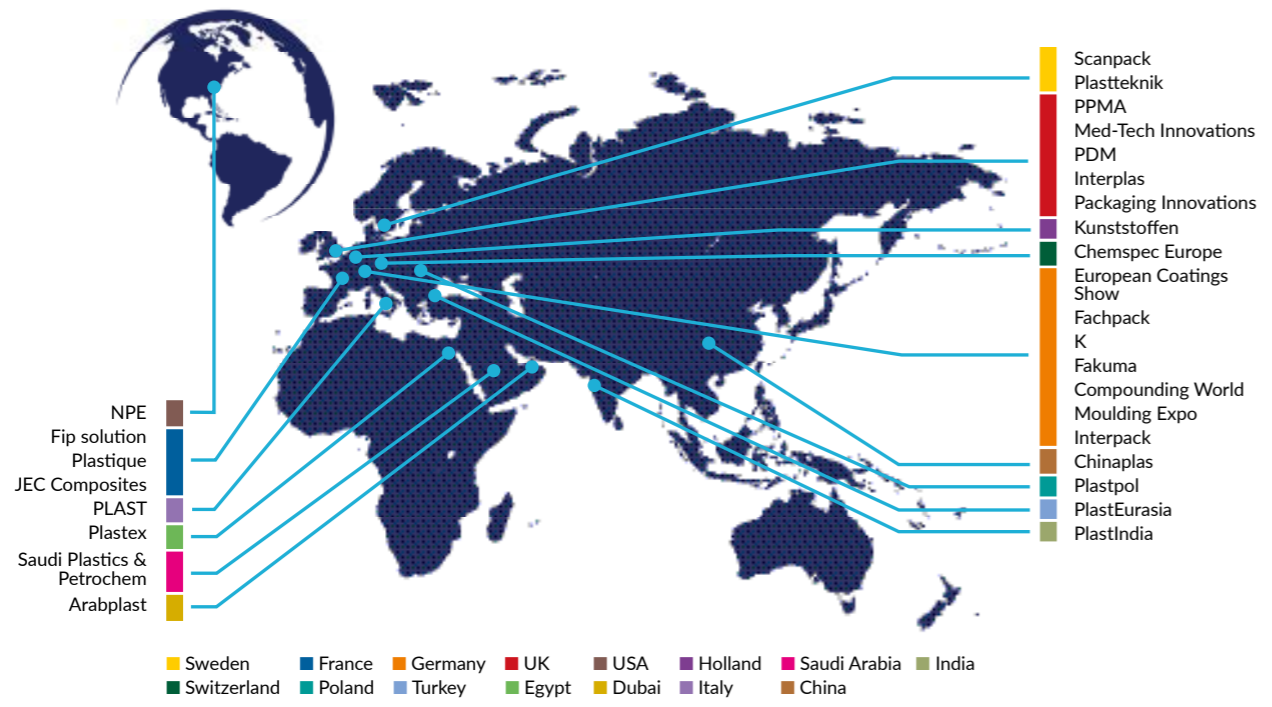 Scanpack
Plastteknik
PPMA
Med-Tech Innovations
PDM
Interplas
Packaging Innovations
Kunststoffen
Chemspec Europe
European Coatings
Show
Fachpack
K
Fakuma
Compounding World
Moulding Expo
Interpack
Chinaplas
Plastpol
PlastEurasia
PlastIndia
NPE
Fip solution
Plastique
JEC Composites
PLAST
Plastex
Saudi Plastics &
Petrochem
Arabplast
Sweden France Germany UK USA Holland Saudi Arabia India
Switzerland Poland Turkey Egypt Dubai Italy China